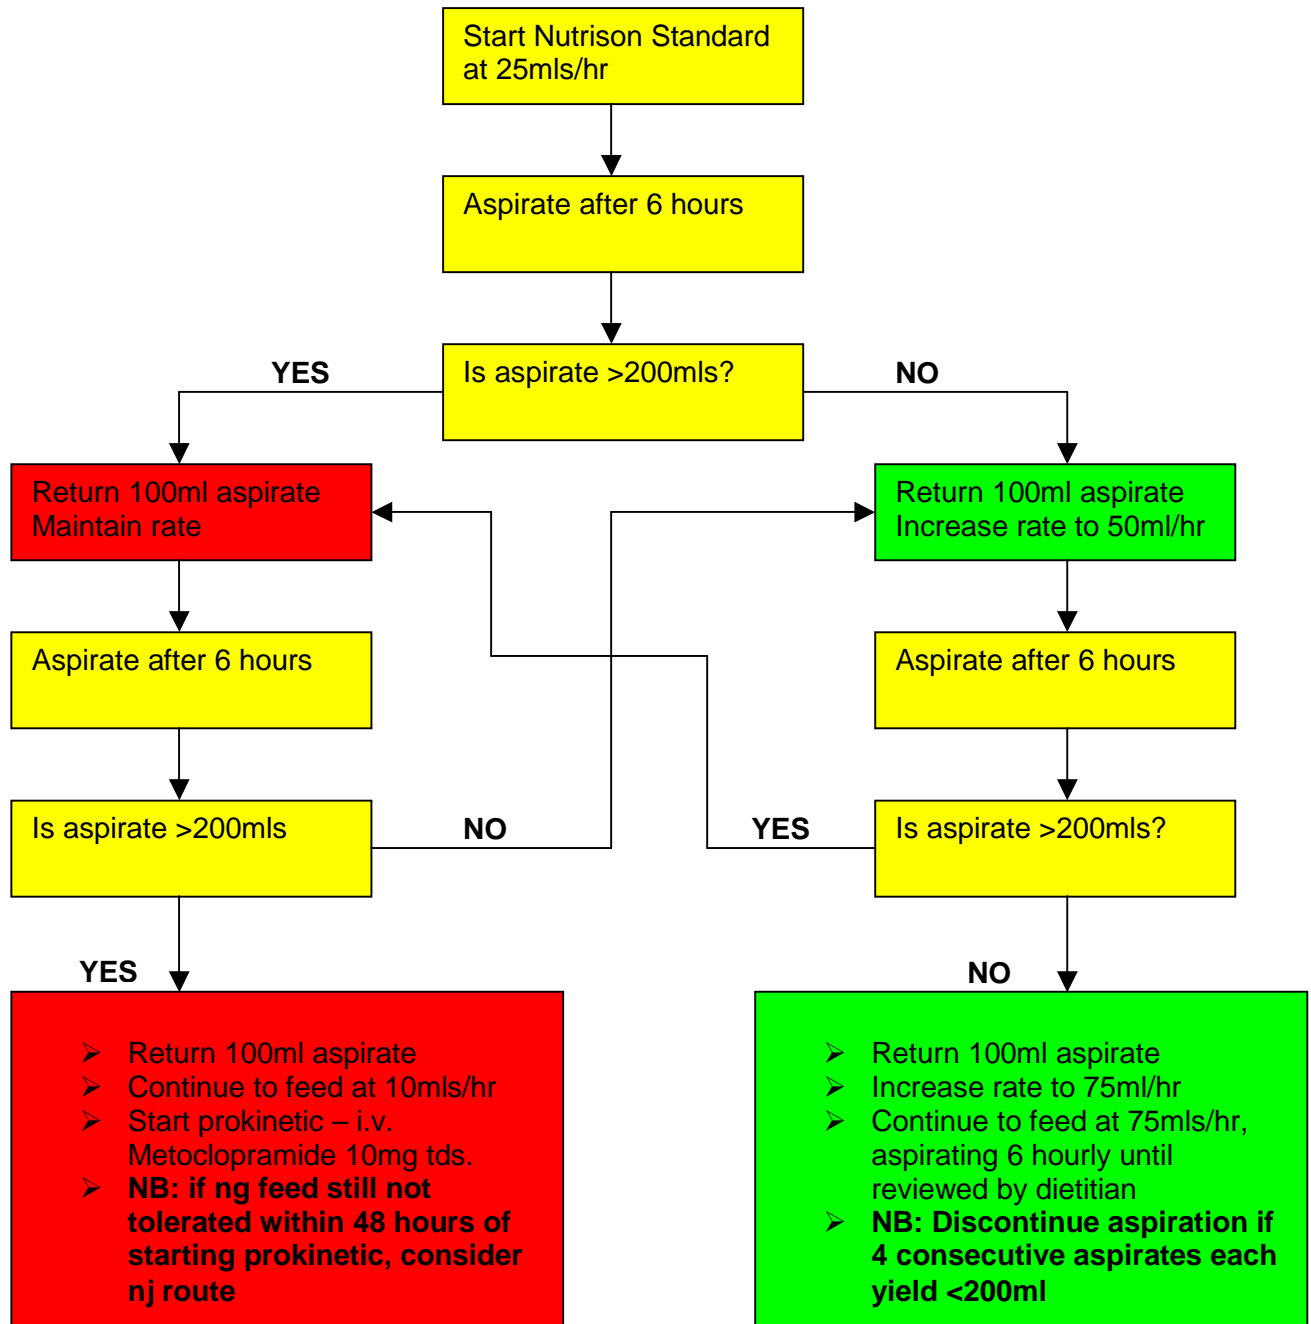 Start Nutrison Standard
at 25mls/hr
Aspirate after 6 hours
Is aspirate >200mls?
YES
NO
Return 100ml aspirate
Maintain rate
Return 100ml aspirate
Increase rate to 50ml/hr
Aspirate after 6 hours
Aspirate after 6 hours
Is aspirate >200mls
NO
YES
Is aspirate >200mls?
YES
NO
➢ Return 100ml aspirate
➢ Continue to feed at 10mls/hr
➢ Start prokinetic – i.v.
Metoclopramide 10mg tds.
➢ NB: if ng feed still not
tolerated within 48 hours of
starting prokinetic, consider
nj route
➢ Return 100ml aspirate
➢ Increase rate to 75ml/hr
➢ Continue to feed at 75mls/hr,
aspirating 6 hourly until
reviewed by dietitian
➢ NB: Discontinue aspiration if
4 consecutive aspirates each
yield <200ml